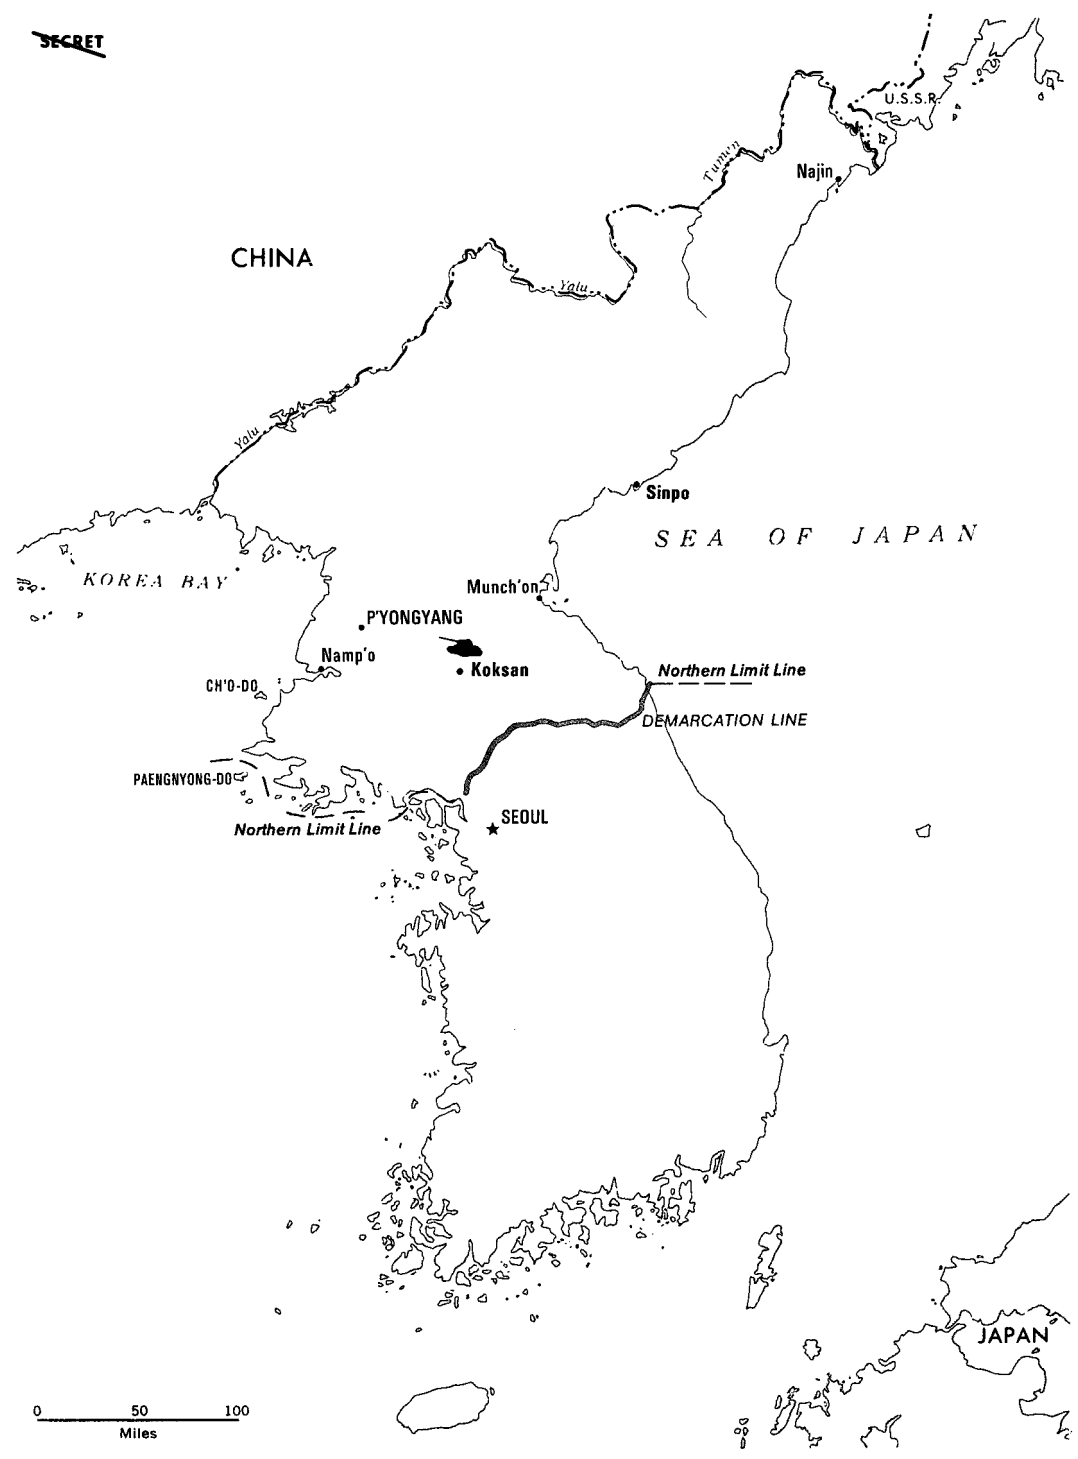 SECRET
U.S.S.R.
Tumen
Najin
CHINA
Yalu
Yalu
Sinpo
SEA OF JAPAN
KOREA BAY
Munch'on
P'YONGYANG
Namp'o
Koksan
Northern Limit Line
CH'O-DO
DEMARCATION LINE
PAENGNYONG-DO
SEOUL
Northern Limit Line
JAPAN
0 50 100
Miles